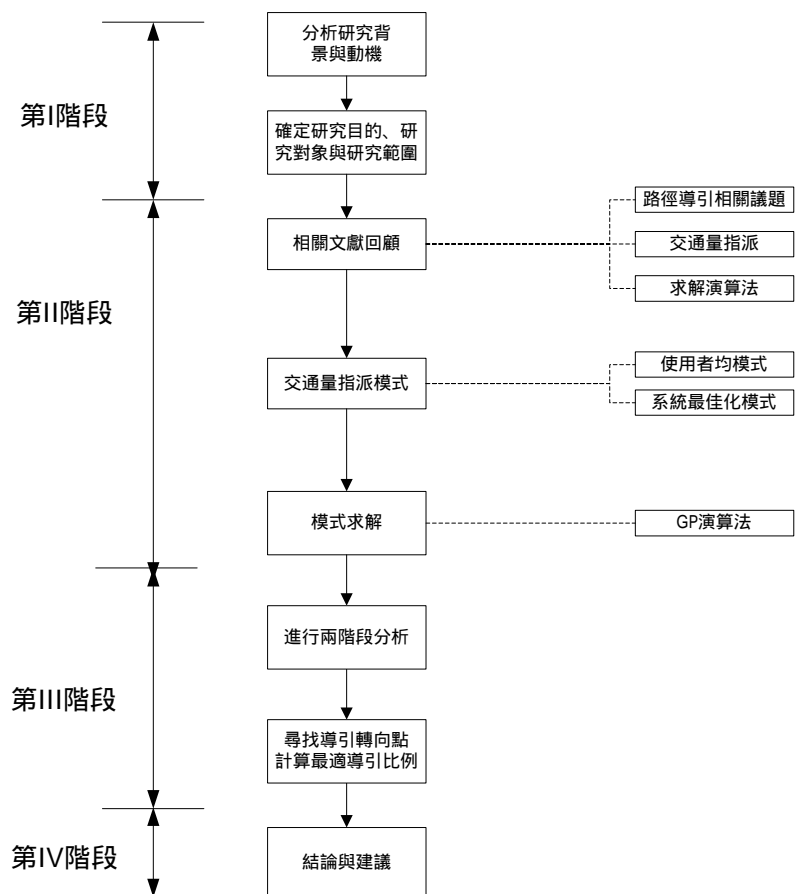 分析研究背
景與動機
第I階段
確定研究目的、研
究對象與研究範圍
路徑導引相關議題
相關文獻回顧
交通量指派
求解演算法
第II階段
使用者均模式
交通量指派模式
系統最佳化模式
模式求解
GP演算法
進行兩階段分析
第III階段
尋找導引轉向點
計算最適導引比例
第IV階段
結論與建議